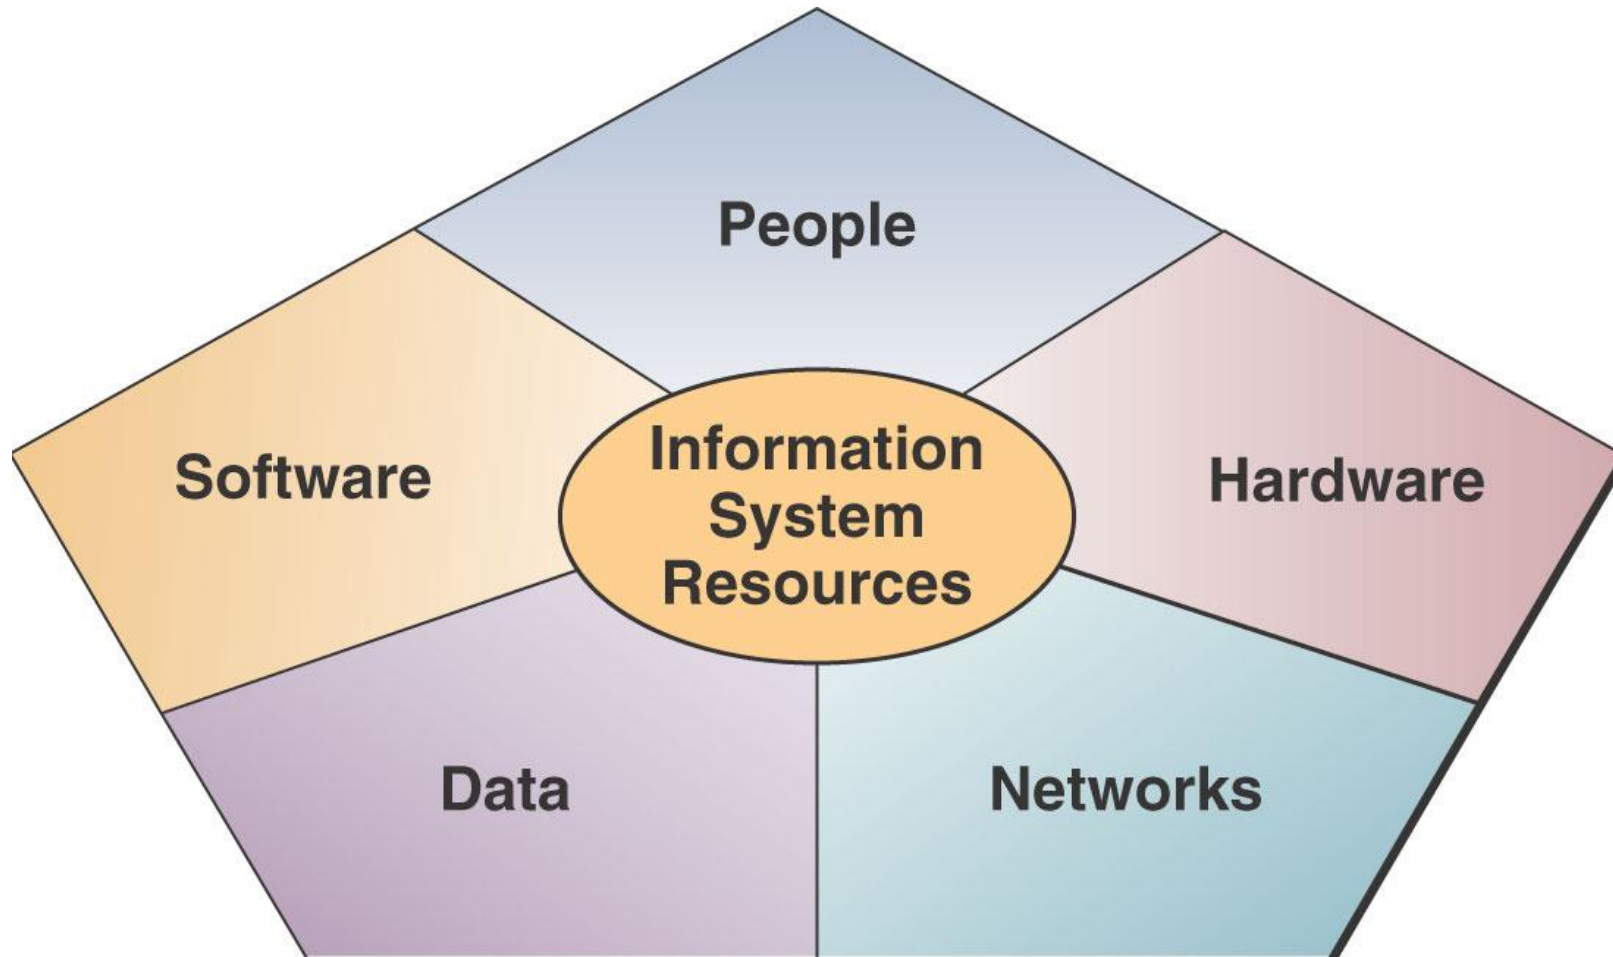 People
Software
Information
System
Resources
Hardware
Data
Networks